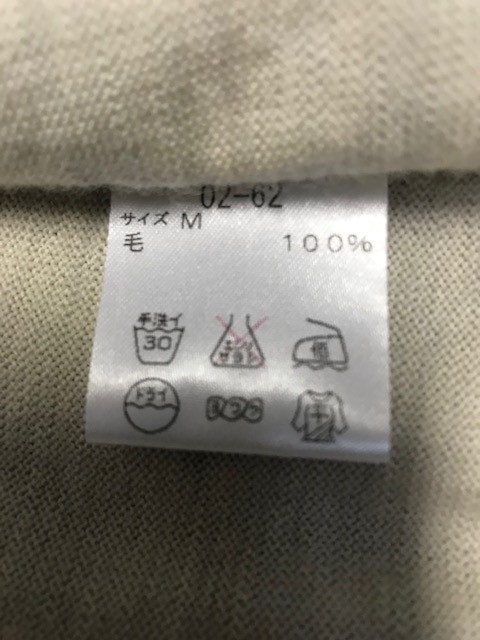 02-62
サイズ M
毛 100%
手洗イ 30
エンソサラシ
低
ドライ
ヨワク